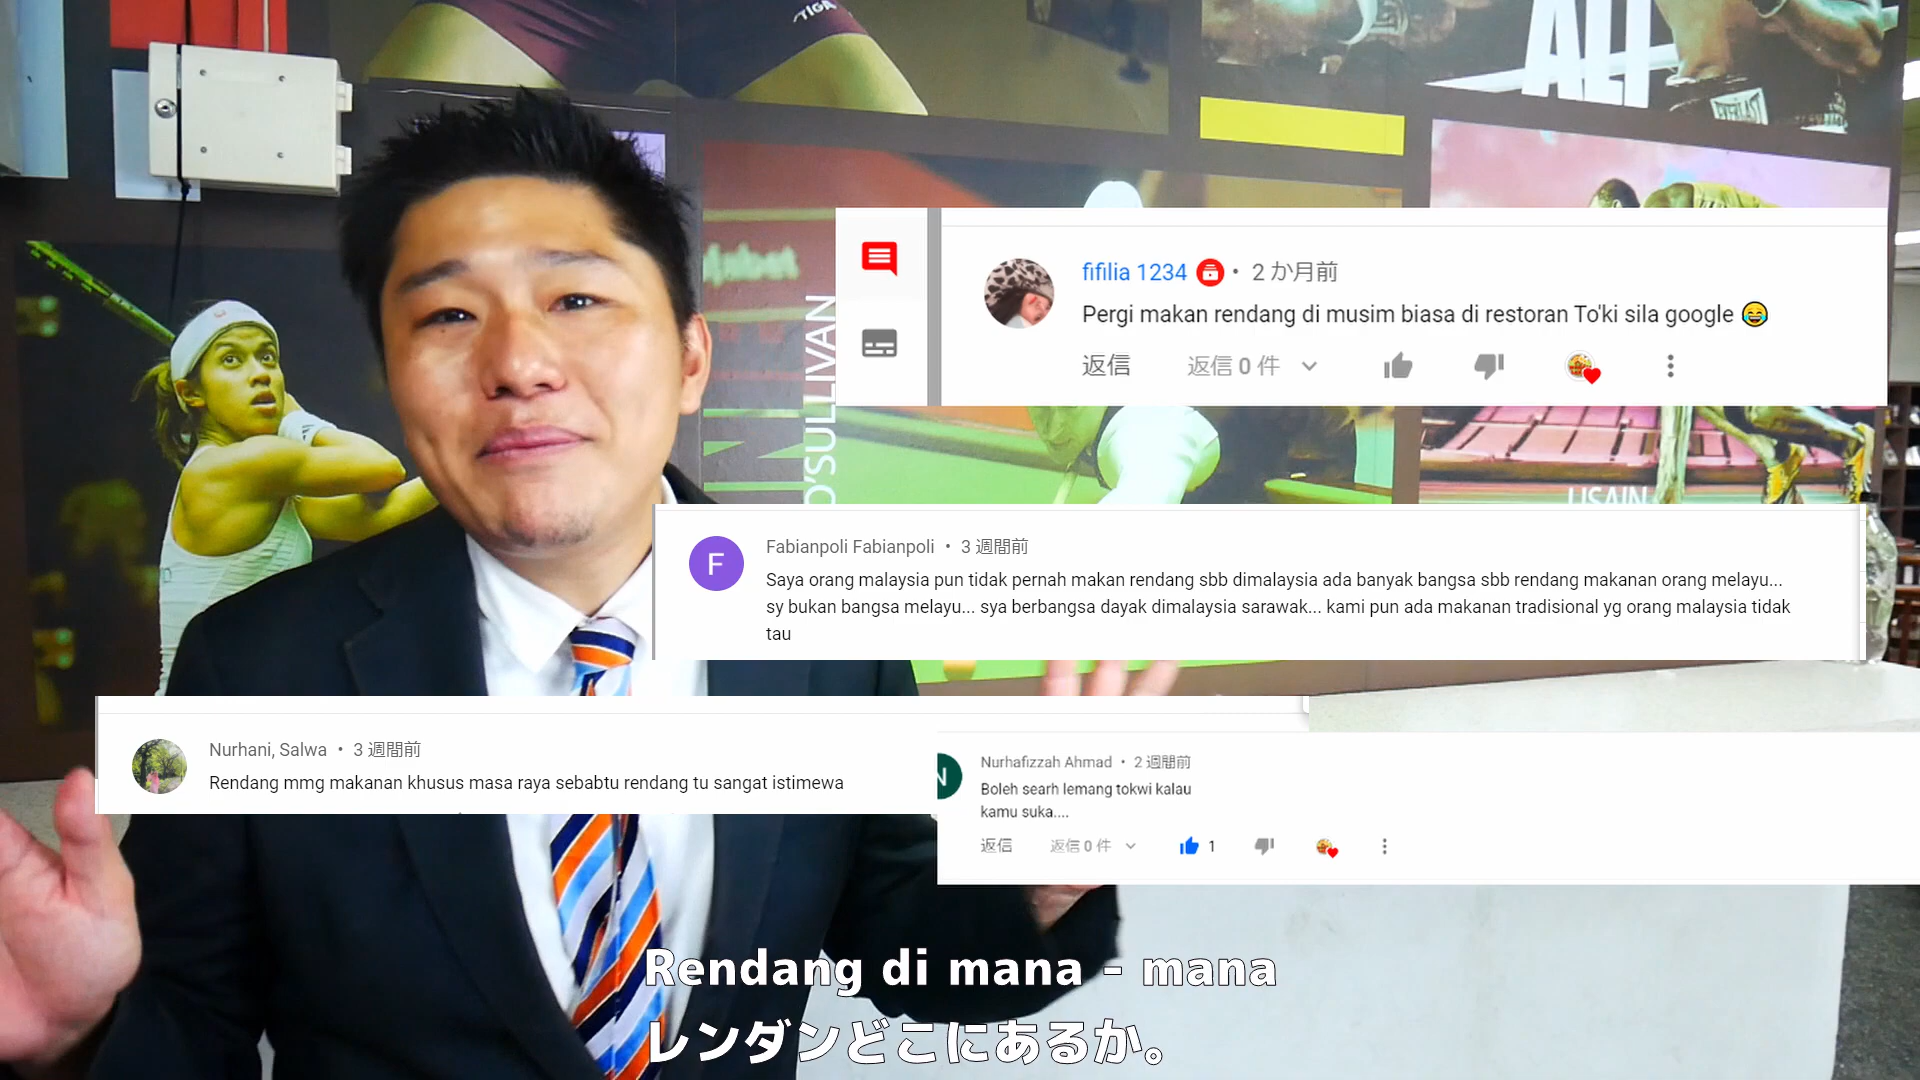 TIGA
ALI
O'SULLIVAN
USAIN
fifilia 1234 • 2 か月前
Pergi makan rendang di musim biasa di restoran To'ki sila google 😂
返信 返信 0 件
F
Fabianpoli Fabianpoli • 3 週間前
Saya orang malaysia pun tidak pernah makan rendang sbb dimalaysia ada banyak bangsa sbb rendang makanan orang melayu...
sy bukan bangsa melayu... sya berbangsa dayak dimalaysia sarawak... kami pun ada makanan tradisional yg orang malaysia tidak
tau
Nurhani, Salwa • 3 週間前
Rendang mmg makanan khusus masa raya sebabtu rendang tu sangat istimewa
N
Nurhafizzah Ahmad • 2 週間前
Boleh searh lemang tokwi kalau
kamu suka....
返信 返信 0 件 1
Rendang di mana - mana
レンダンどこにあるか。